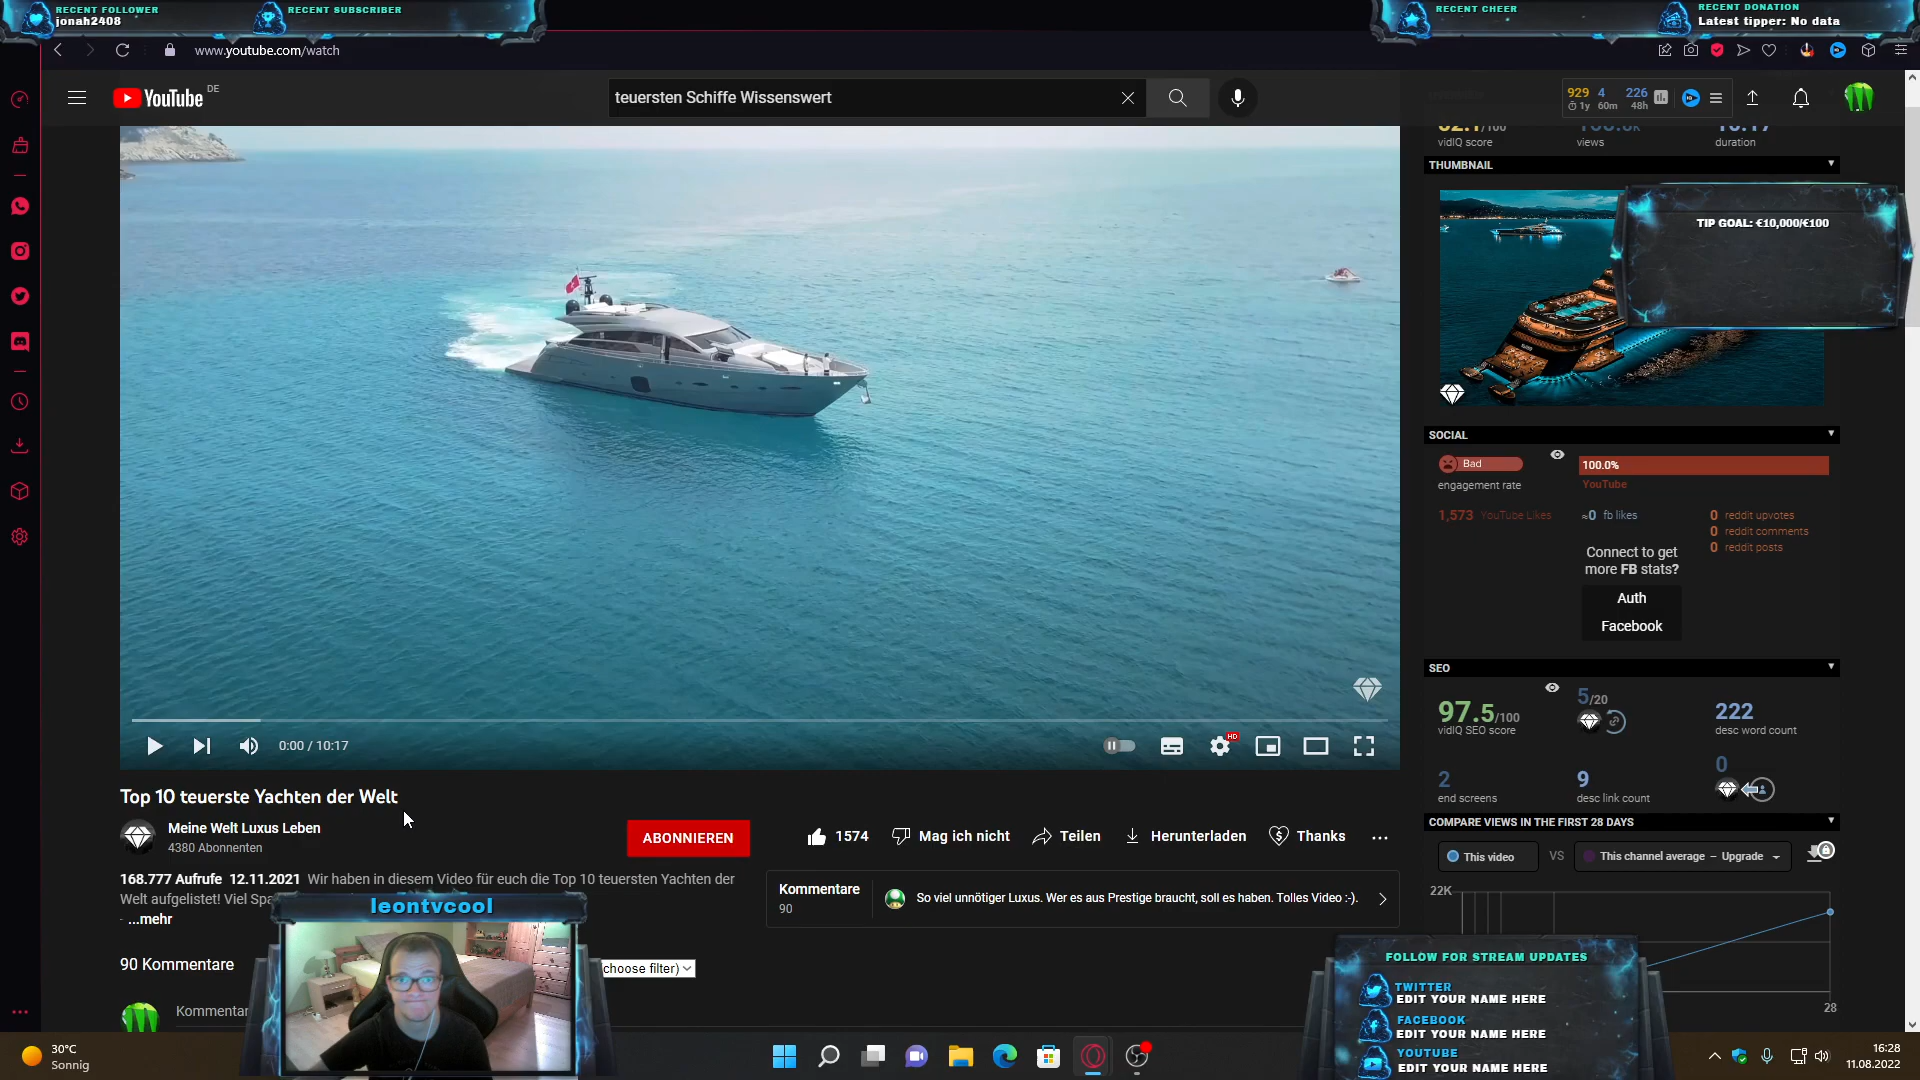 RECENT FOLLOWER
jonah2408
RECENT SUBSCRIBER
RECENT CHEER
RECENT DONATION
Latest tipper: No data
www.youtube.com/watch
YouTube DE
teuersten Schiffe Wissenswert
929 4 226
1y 60m 48h
/100
vidIQ score views duration
THUMBNAIL
TIP GOAL: €10,000/€100
SOCIAL
Bad
100.0%
engagement rate
YouTube
1,573 YouTube Likes
≈0 fb likes
0 reddit upvotes
0 reddit comments
0 reddit posts
Connect to get
more FB stats?
Auth
Facebook
SEO
97.5/100
vidIQ SEO score
5/20
222
desc word count
2
end screens
9
desc link count
0
COMPARE VIEWS IN THE FIRST 28 DAYS
This video VS This channel average – Upgrade
22K
28
HD
0:00 / 10:17
Top 10 teuerste Yachten der Welt
Meine Welt Luxus Leben
4380 Abonnenten
ABONNIEREN
1574 Mag ich nicht Teilen Herunterladen Thanks
168.777 Aufrufe 12.11.2021 Wir haben in diesem Video für euch die Top 10 teuersten Yachten der
Welt aufgelistet! Viel
...mehr
Kommentare
90
So viel unnötiger Luxus. Wer es aus Prestige braucht, soll es haben. Tolles Video :-).
leontvcool
90 Kommentare
choose filter)
FOLLOW FOR STREAM UPDATES
TWITTER
EDIT YOUR NAME HERE
FACEBOOK
EDIT YOUR NAME HERE
YOUTUBE
EDIT YOUR NAME HERE
30°C
Sonnig
16:28
11.08.2022